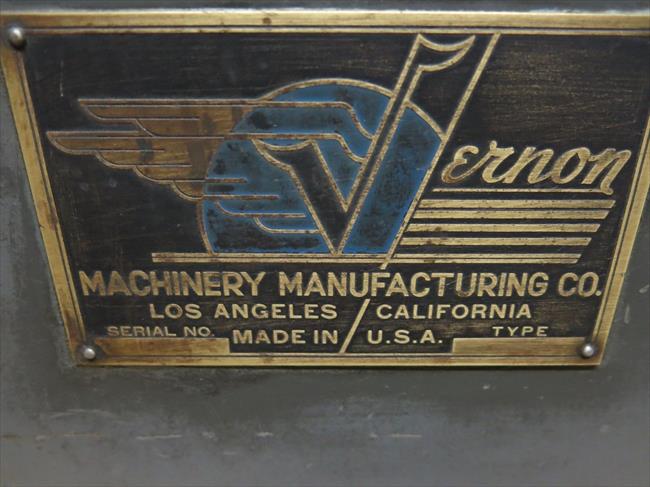 Vernon
MACHINERY MANUFACTURING CO.
LOS ANGELES CALIFORNIA
SERIAL NO. MADE IN U.S.A. TYPE